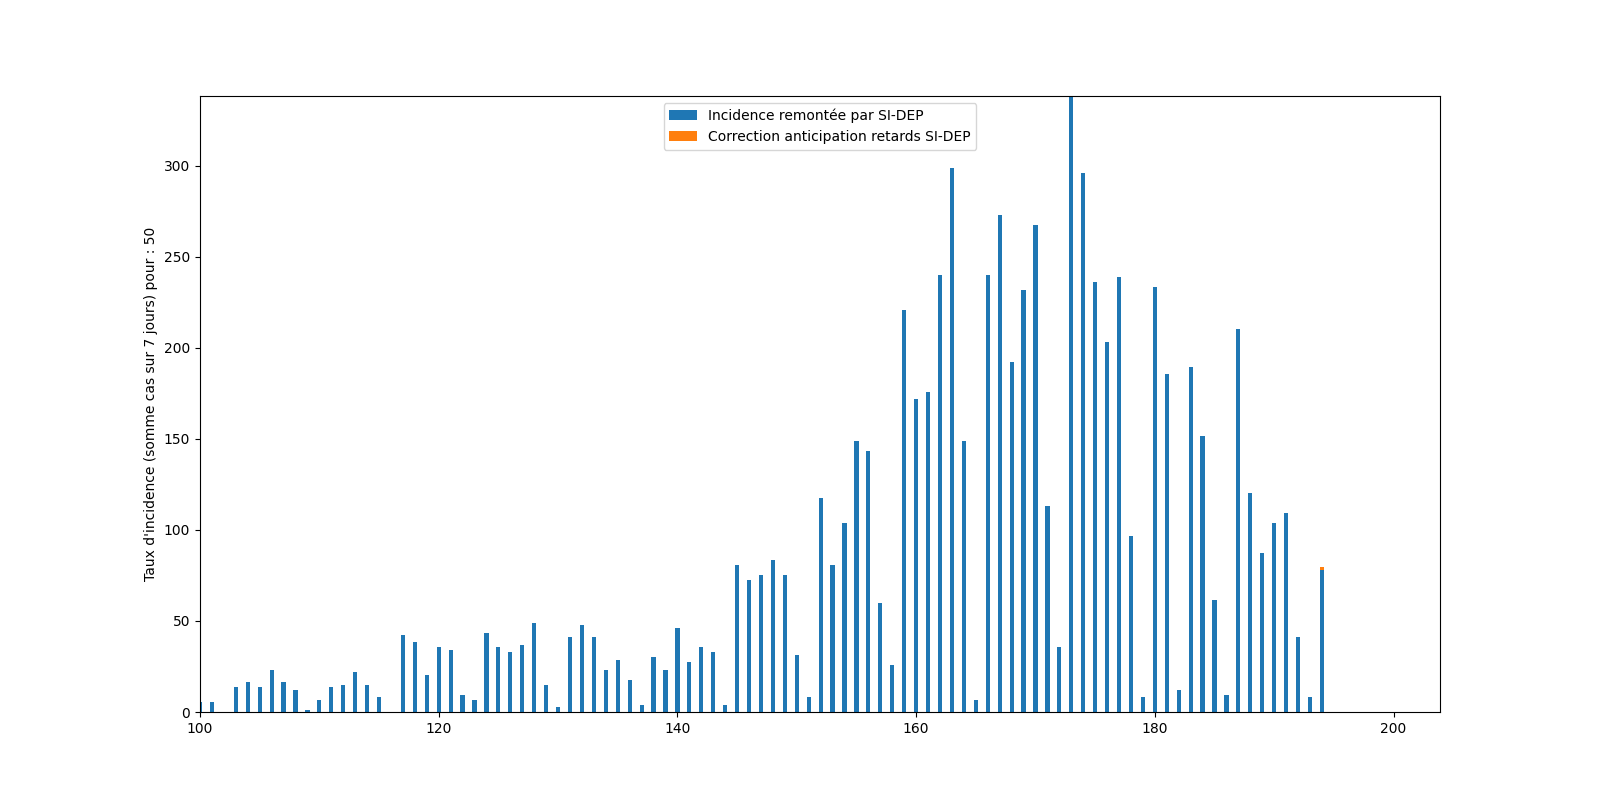 Incidence remontée par SI-DEP
Correction anticipation retards SI-DEP
Taux d'incidence (somme cas sur 7 jours) pour : 50
300
250
200
150
100
50
0
100 120 140 160 180 200